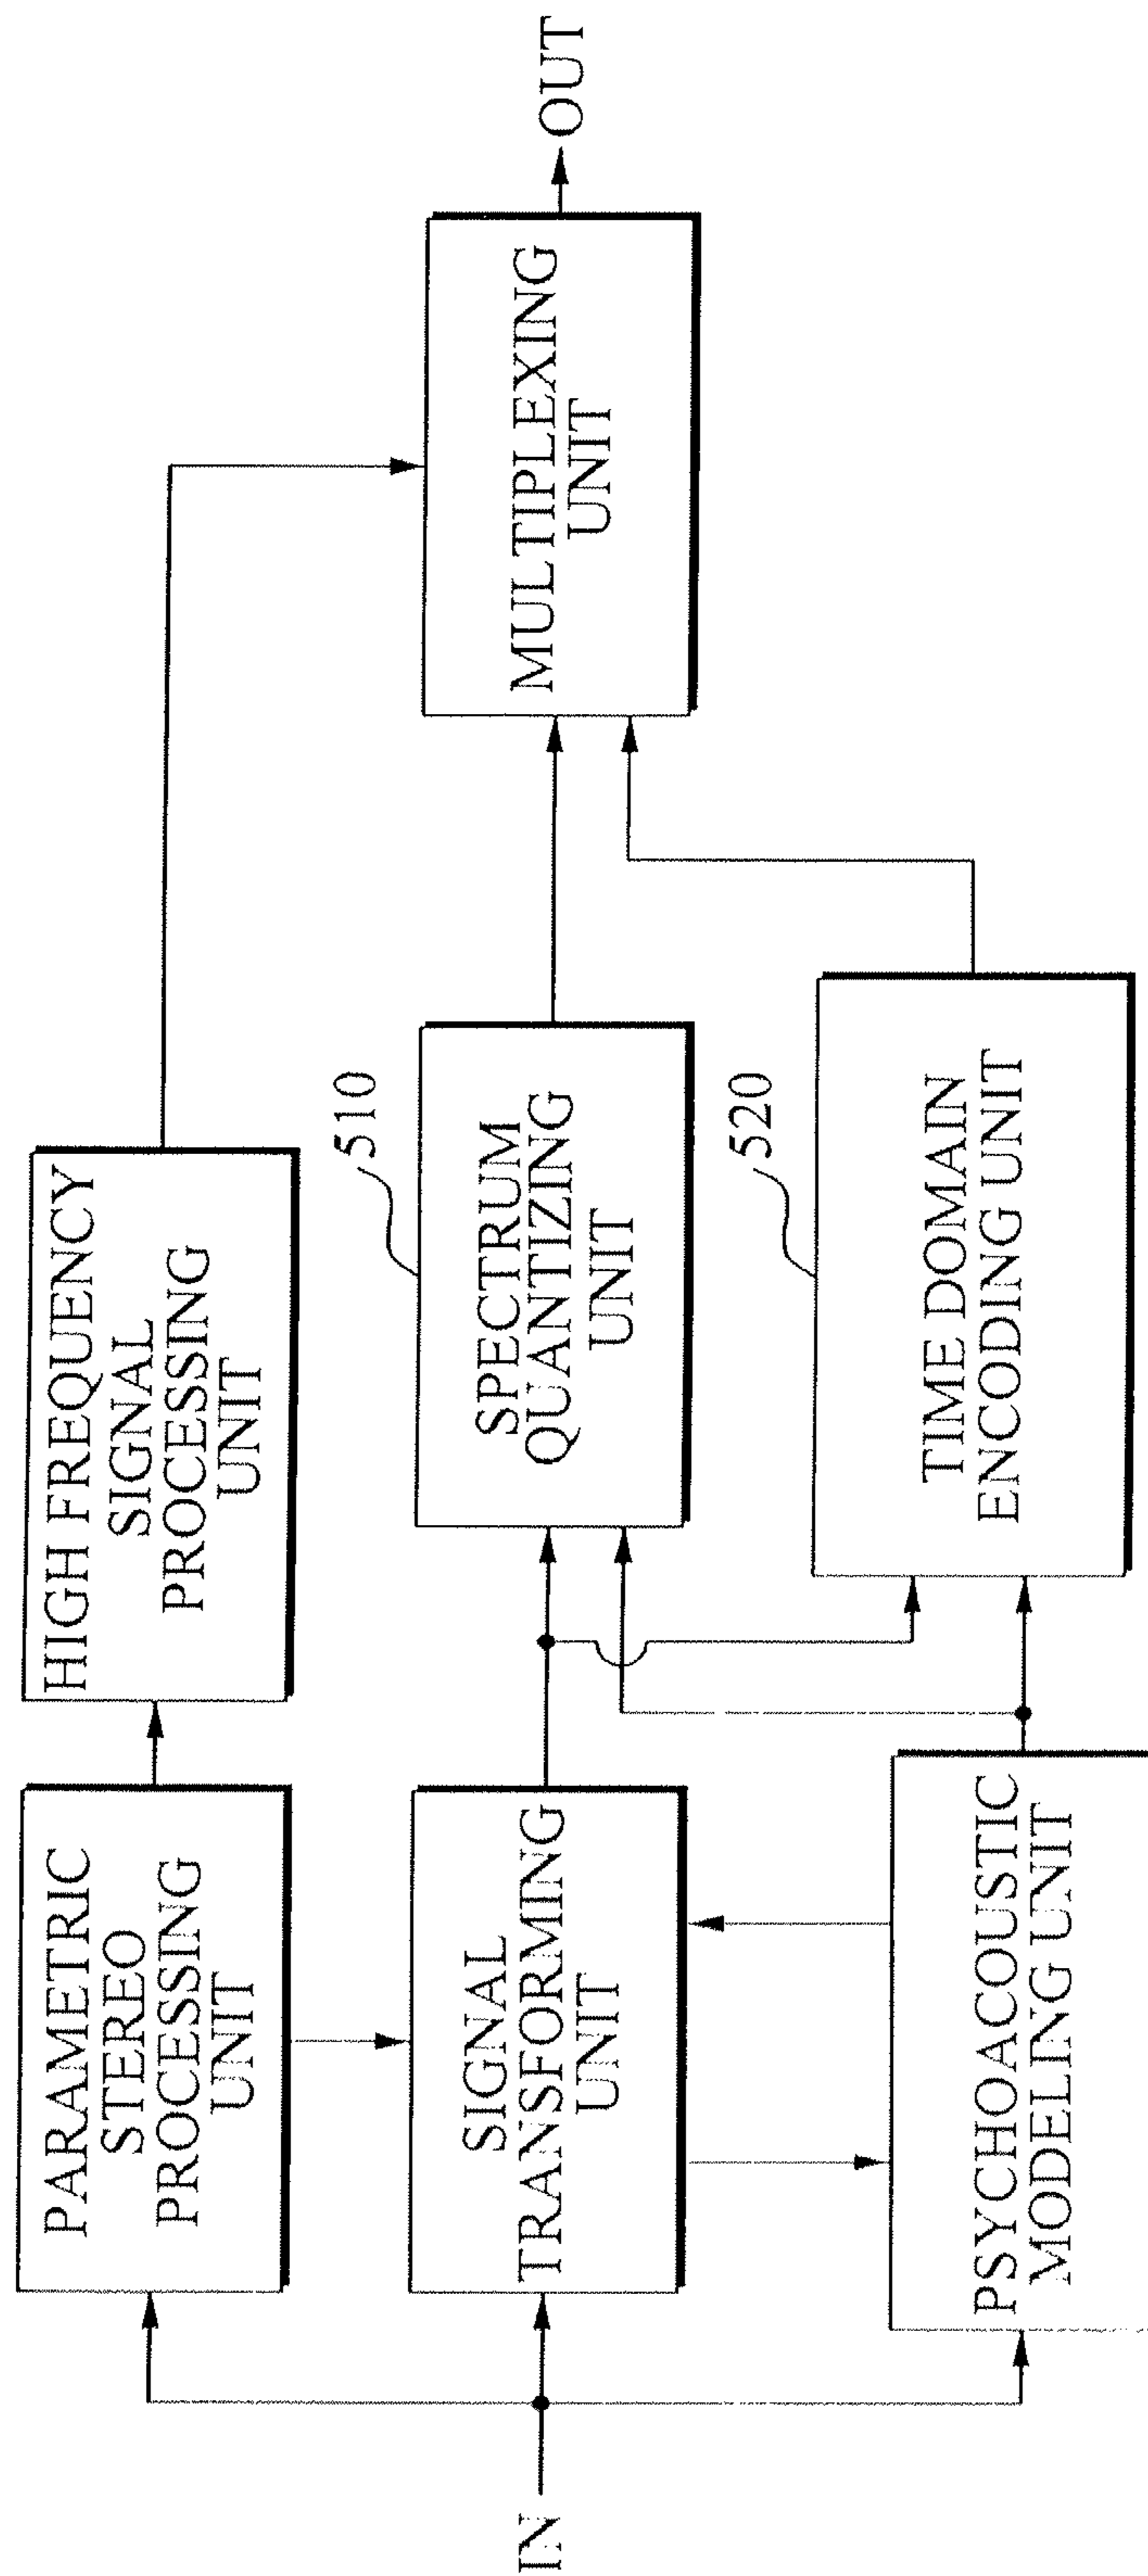 IN
PARAMETRIC
STEREO
PROCESSING
UNIT
HIGH FREQUENCY
SIGNAL
PROCESSING
UNIT
SIGNAL
TRANSFORMING
UNIT
510
SPECTRUM
QUANTIZING
UNIT
MULTIPLEXING
UNIT
OUT
PSYCHOACOUSTIC
MODELING UNIT
520
TIME DOMAIN
ENCODING UNIT